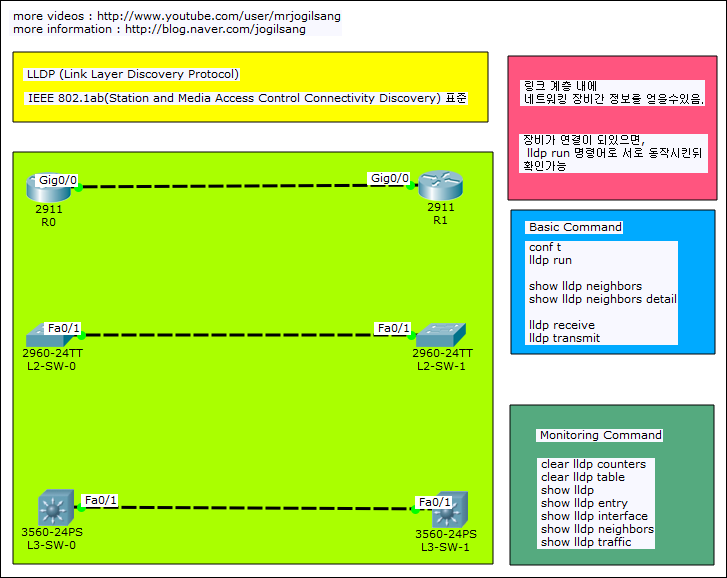 more videos : http://www.youtube.com/user/mrjogilsang
more information : http://blog.naver.com/jogilsang
LLDP (Link Layer Discovery Protocol)
IEEE 802.1ab(Station and Media Access Control Connectivity Discovery) 표준
링크 계층 내에
네트워킹 장비간 정보를 얻을수있음.
장비가 연결이 되있으면,
lldp run 명령어로 서로 동작시킨뒤
확인가능
Gig0/0
Gig0/0
2911
R0
2911
R1
Basic Command
conf t
lldp run
show lldp neighbors
show lldp neighbors detail
lldp receive
lldp transmit
Fa0/1
Fa0/1
2960-24TT
L2-SW-0
2960-24TT
L2-SW-1
Monitoring Command
clear lldp counters
clear lldp table
show lldp
show lldp entry
show lldp interface
show lldp neighbors
show lldp traffic
Fa0/1
Fa0/1
3560-24PS
L3-SW-0
3560-24PS
L3-SW-1